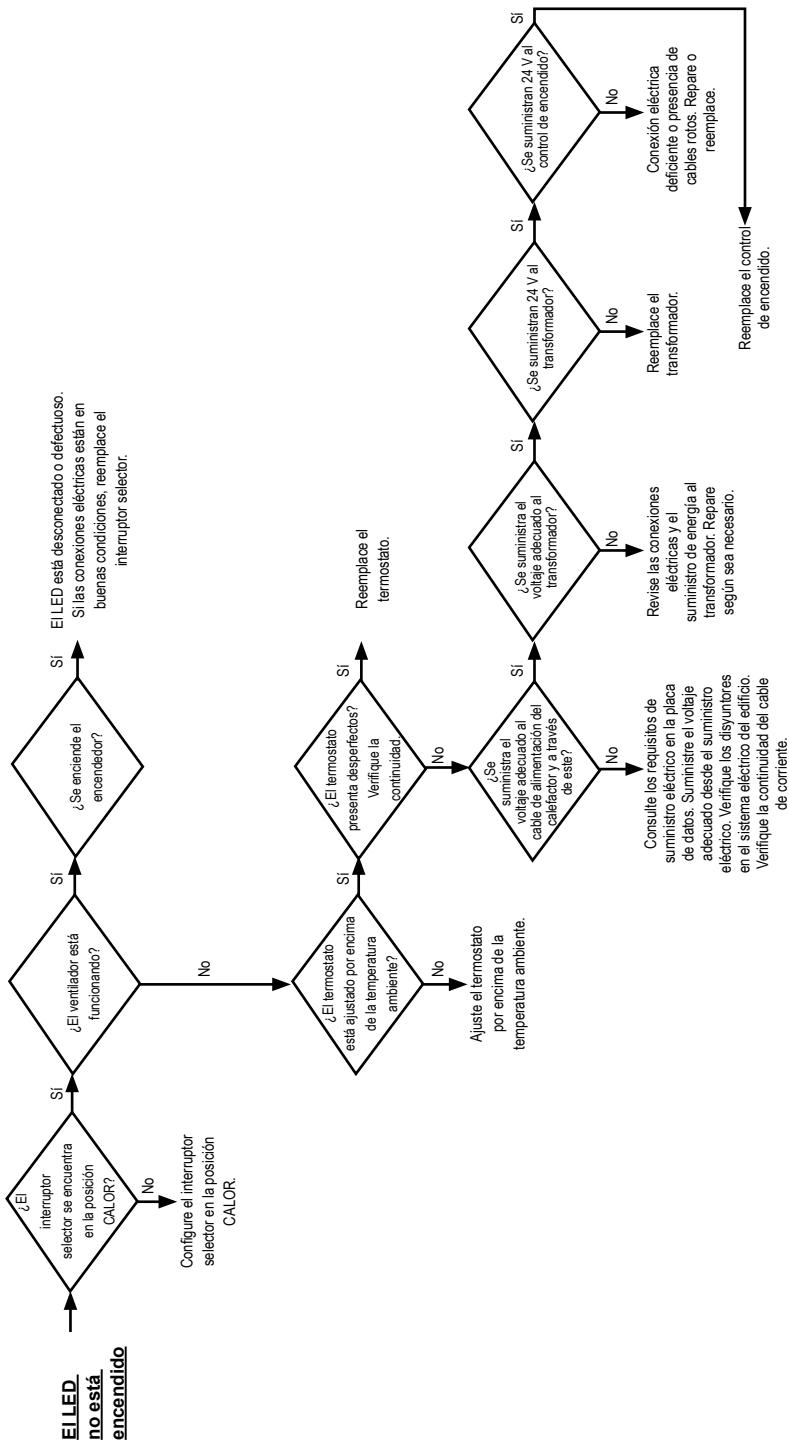 El LED
no está
encendido
¿El
interruptor
selector se encuentra
en la posición
CALOR?
Sí
No
Configure el interruptor
selector en la posición
CALOR.
¿El ventilador está
funcionando?
Sí
No
¿Se enciende el
encendedor?
Sí
El LED está desconectado o defectuoso.
Si las conexiones eléctricas están en
buenas condiciones, reemplace el
interruptor selector.
¿El termostato
está ajustado por encima
de la temperatura
ambiente?
Sí
No
Ajuste el termostato
por encima de la
temperatura ambiente.
¿El termostato
presenta desperfectos?
Verifique la
continuidad.
Sí
Reemplace el
termostato.
No
¿Se
suministra el
voltaje adecuado al
cable de alimentación del
calefactor y a través
de este?
Sí
No
Consulte los requisitos de
suministro eléctrico en la placa
de datos. Suministre el voltaje
adecuado desde el suministro
eléctrico. Verifique los disyuntores
en el sistema eléctrico del edificio.
Verifique la continuidad del cable
de corriente.
¿Se suministra el
voltaje adecuado al
transformador?
Sí
No
Revise las conexiones
eléctricas y el
suministro de energía al
transformador. Repare
según sea necesario.
¿Se suministran 24 V al
transformador?
Sí
No
Reemplace el
transformador.
¿Se suministran 24 V al
control de encendido?
Sí
No
Conexión eléctrica
deficiente o presencia de
cables rotos. Repare o
reemplace.
Reemplace el control
de encendido.